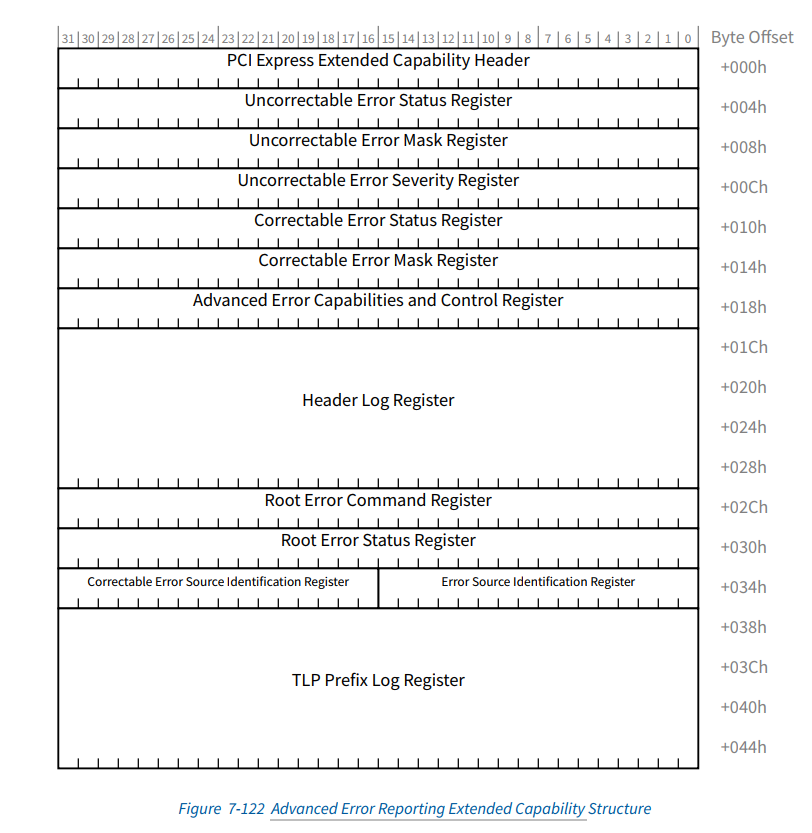 31 30 29 28 27 26 25 24 23 22 21 20 19 18 17 16 15 14 13 12 11 10 9 8 7 6 5 4 3 2 1 0 Byte Offset
PCI Express Extended Capability Header +000h
Uncorrectable Error Status Register +004h
Uncorrectable Error Mask Register +008h
Uncorrectable Error Severity Register +00Ch
Correctable Error Status Register +010h
Correctable Error Mask Register +014h
Advanced Error Capabilities and Control Register +018h
+01Ch
+020h
Header Log Register
+024h
+028h
Root Error Command Register +02Ch
Root Error Status Register +030h
Correctable Error Source Identification Register Error Source Identification Register +034h
+038h
+03Ch
TLP Prefix Log Register
+040h
+044h
Figure 7-122 Advanced Error Reporting Extended Capability Structure